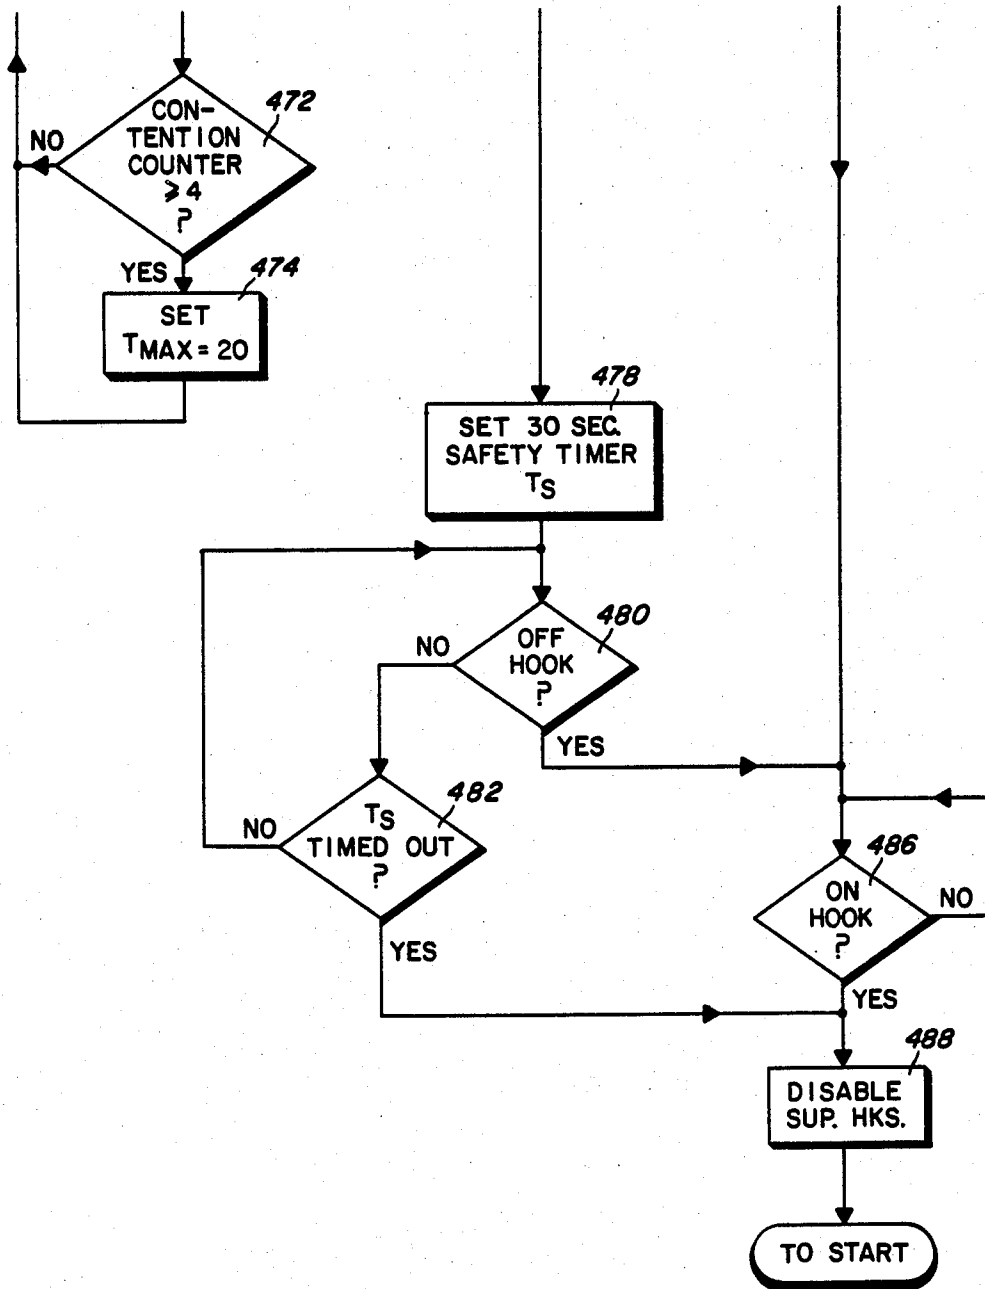 472
CON-
TENTION
COUNTER
≥4
?
NO
YES
474
SET
TMAX = 20
478
SET 30 SEC.
SAFETY TIMER
TS
480
OFF
HOOK
?
NO
YES
482
TS
TIMED OUT
?
NO
YES
486
ON
HOOK
?
NO
YES
488
DISABLE
SUP. HKS.
TO START